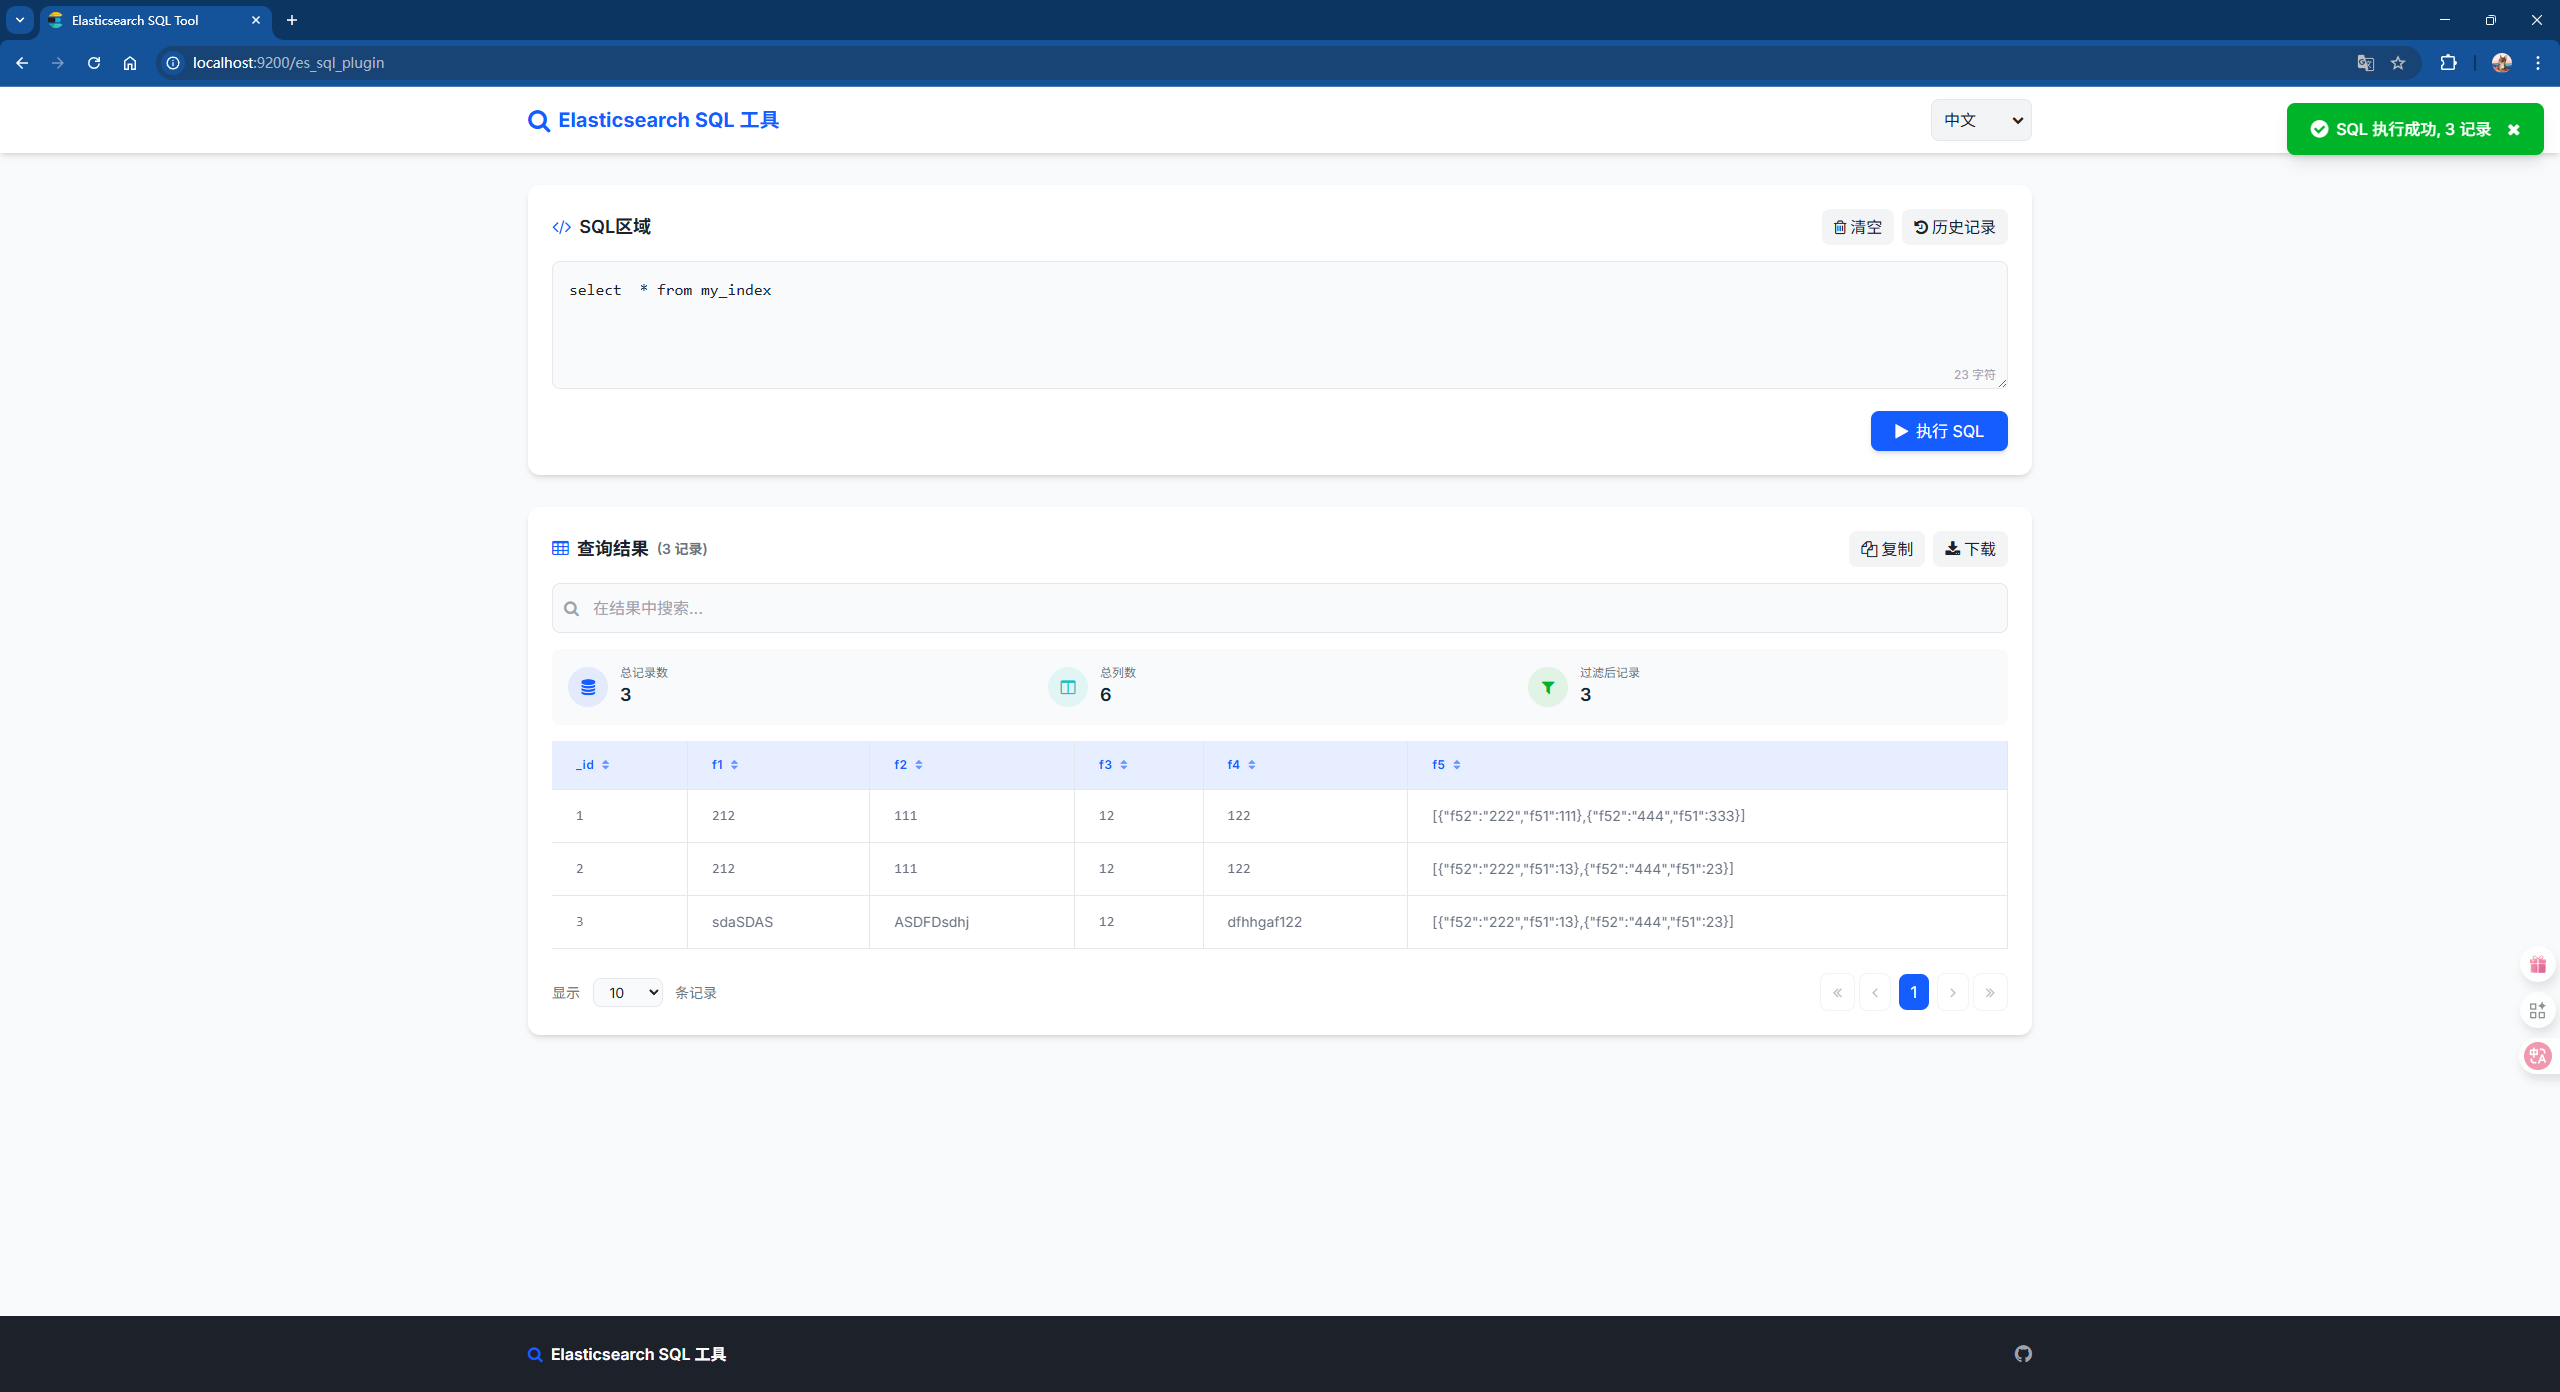 Elasticsearch SQL Tool
localhost:9200/es_sql_plugin
Elasticsearch SQL 工具
中文
SQL 执行成功, 3 记录
</> SQL区域
清空
历史记录
select  * from my_index
23 字符
执行 SQL
查询结果 (3 记录)
复制
下载
在结果中搜索...
总记录数
3
总列数
6
过滤后记录
3
_id f1 f2 f3 f4 f5
1 212 111 12 122 [{"f52":"222","f51":111},{"f52":"444","f51":333}]
2 212 111 12 122 [{"f52":"222","f51":13},{"f52":"444","f51":23}]
3 sdaSDAS ASDFDsdhj 12 dfhhgaf122 [{"f52":"222","f51":13},{"f52":"444","f51":23}]
显示 10 条记录
« ‹ 1 › »
Elasticsearch SQL 工具